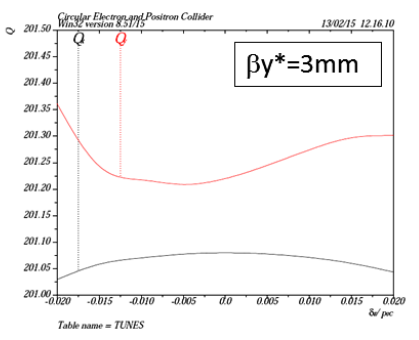 Circular Electron and Positron Collider
Win32 version 8.51/15
13/02/15 12.16.10
Q
βy*=3mm
201.50
201.45
201.40
201.35
201.30
201.25
201.20
201.15
201.10
201.05
201.00
-0.020 -0.015 -0.010 -0.005 0.0 0.005 0.010 0.015 0.020
Table name = TUNES